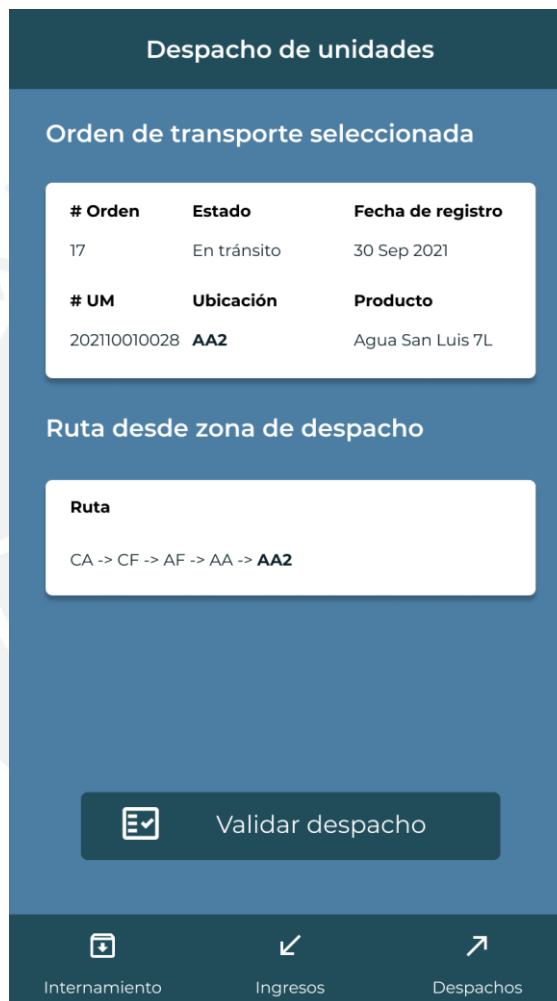 Despacho de unidades
Orden de transporte seleccionada
# Orden Estado Fecha de registro
17 En tránsito 30 Sep 2021
# UM Ubicación Producto
202110010028 AA2 Agua San Luis 7L
Ruta desde zona de despacho
Ruta
CA -> CF -> AF -> AA -> AA2
Validar despacho
Internamiento Ingresos Despachos